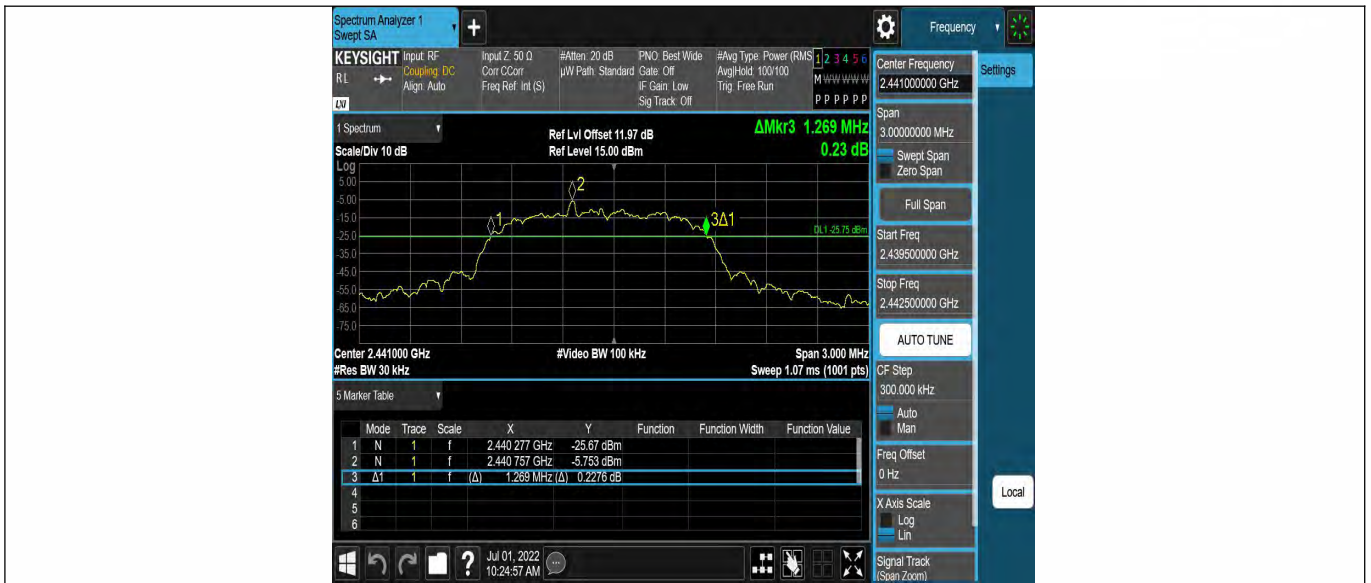 Spectrum Analyzer 1
Swept SA
+
Frequency
KEYSIGHT
RL
LXI
Input: RF
Coupling: DC
Align: Auto
Input Z: 50 Ω
Corr CCorr
Freq Ref: Int (S)
#Atten: 20 dB
µW Path: Standard
PNO: Best Wide
Gate: Off
IF Gain: Low
Sig Track: Off
#Avg Type: Power (RMS
Avg|Hold: 100/100
Trig: Free Run
1 2 3 4 5 6
M W W W W W
P P P P P P
1 Spectrum
Scale/Div 10 dB
Ref Lvl Offset 11.97 dB
Ref Level 15.00 dBm
ΔMkr3 1.269 MHz
0.23 dB
Log
5.00
-5.00
-15.0
-25.0
-35.0
-45.0
-55.0
-65.0
-75.0
1
2
3Δ1
DL1 -25.75 dBm
Center 2.441000 GHz
#Video BW 100 kHz
Span 3.000 MHz
#Res BW 30 kHz
Sweep 1.07 ms (1001 pts)
5 Marker Table
Mode Trace Scale X Y Function Function Width Function Value
1 N 1 f 2.440 277 GHz -25.67 dBm
2 N 1 f 2.440 757 GHz -5.753 dBm
3 Δ1 1 f (Δ) 1.269 MHz (Δ) 0.2276 dB
4
5
6
?
Jul 01, 2022
10:24:57 AM
Center Frequency
2.441000000 GHz
Settings
Span
3.00000000 MHz
Swept Span
Zero Span
Full Span
Start Freq
2.439500000 GHz
Stop Freq
2.442500000 GHz
AUTO TUNE
CF Step
300.000 kHz
Auto
Man
Freq Offset
0 Hz
X Axis Scale
Log
Lin
Signal Track
(Span Zoom)
Local